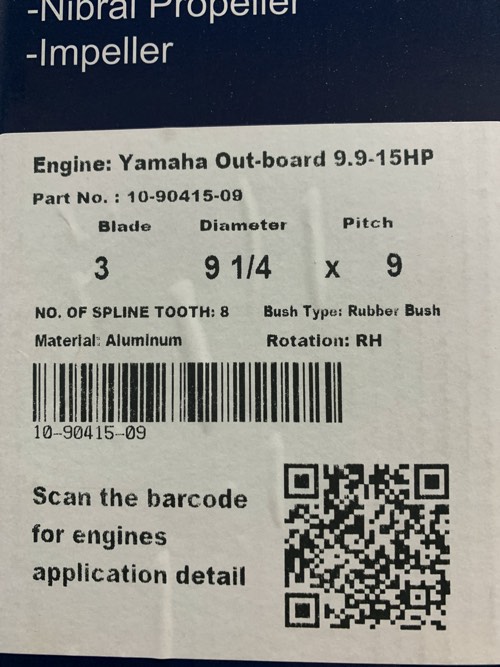 -Nibral Propeller
-Impeller
Engine: Yamaha Out-board 9.9-15HP
Part No. : 10-90415-09
Blade Diameter Pitch
3 9 1/4 x 9
NO. OF SPLINE TOOTH: 8 Bush Type: Rubber Bush
Material: Aluminum Rotation: RH
10-90415-09
Scan the barcode
for engines
application detail